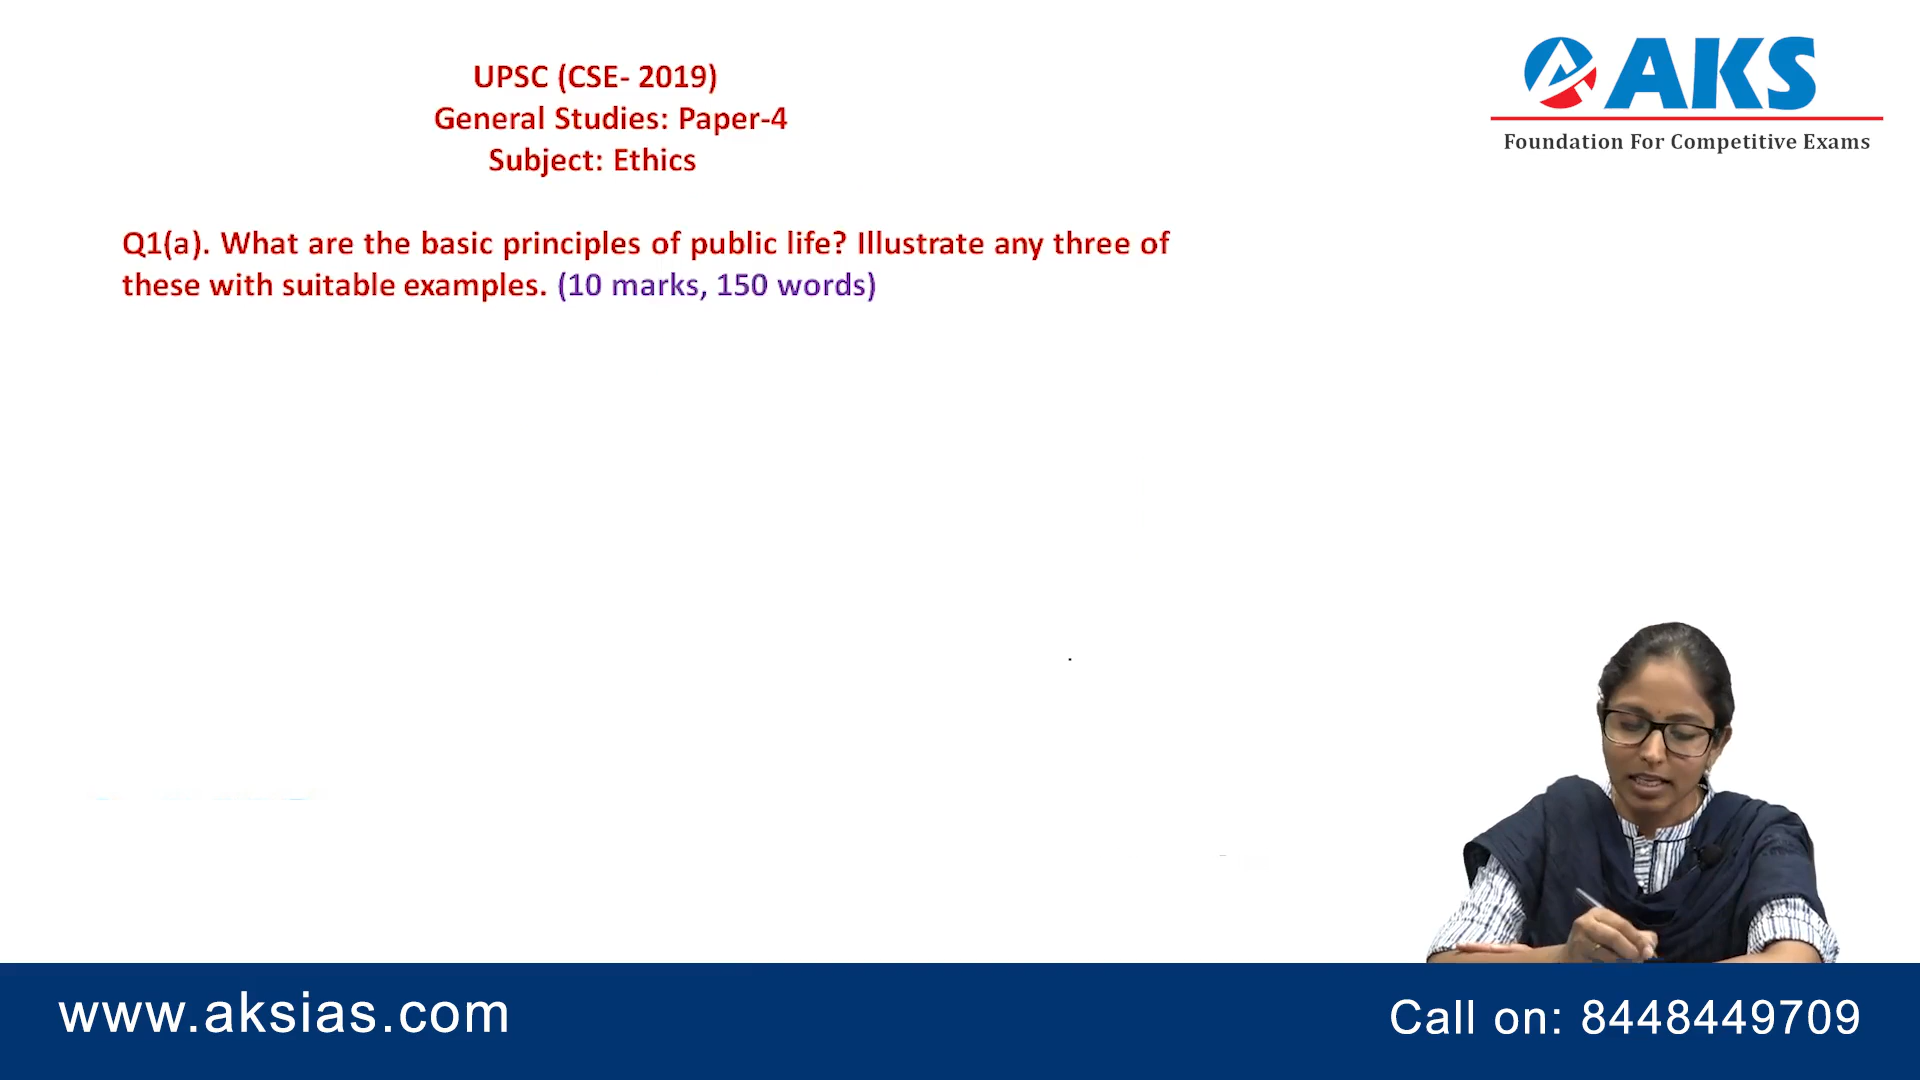 UPSC (CSE- 2019)
General Studies: Paper-4
Subject: Ethics
AKS
Foundation For Competitive Exams
Q1(a). What are the basic principles of public life? Illustrate any three of
these with suitable examples. (10 marks, 150 words)
www.aksias.com
Call on: 8448449709